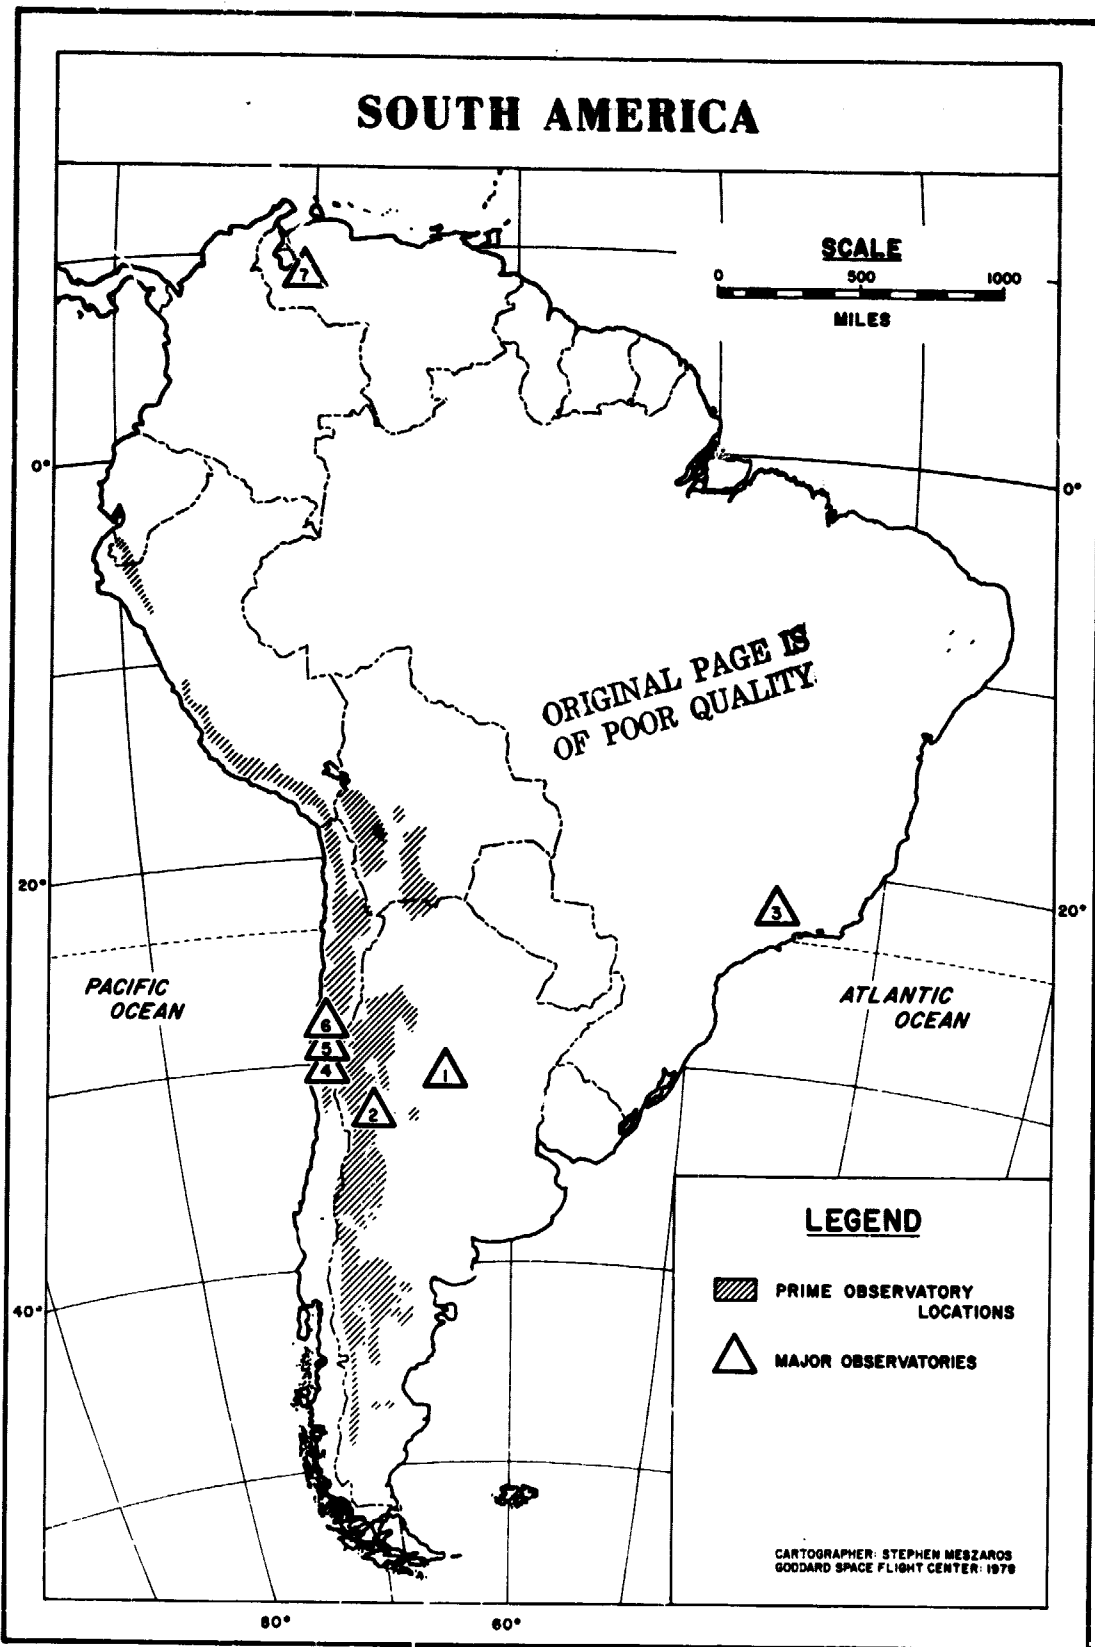 SOUTH AMERICA
SCALE
0 500 1000
MILES
7
0°
0°
ORIGINAL PAGE IS
OF POOR QUALITY
20°
20°
3
PACIFIC
OCEAN
ATLANTIC
OCEAN
6
5
4
1
2
LEGEND
PRIME OBSERVATORY
LOCATIONS
MAJOR OBSERVATORIES
40°
CARTOGRAPHER: STEPHEN MESZAROS
GODDARD SPACE FLIGHT CENTER: 1978
80° 60°